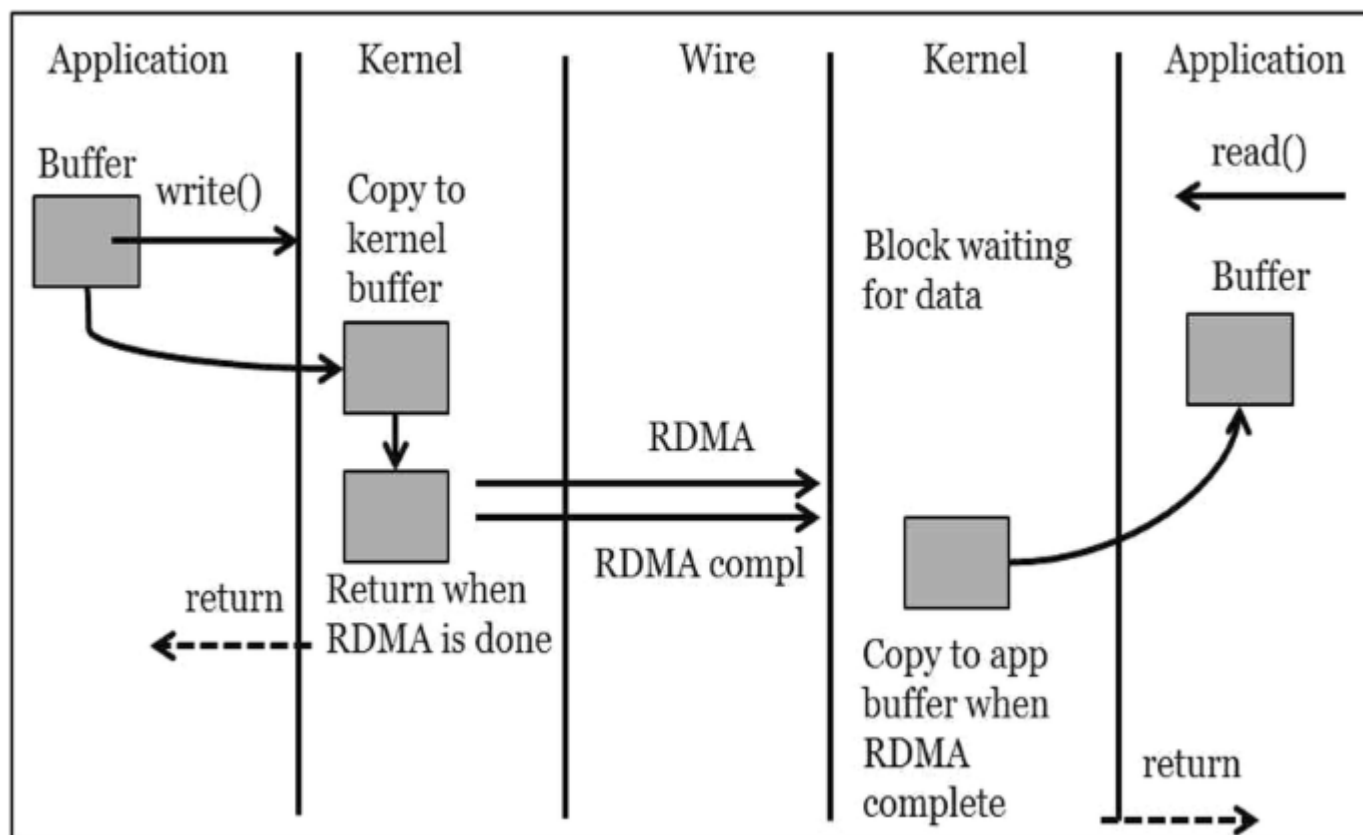 Application
Kernel
Wire
Kernel
Application
Buffer
write()
Copy to
kernel
buffer
read()
Block waiting
for data
Buffer
RDMA
RDMA compl
return
Return when
RDMA is done
Copy to app
buffer when
RDMA
complete
return